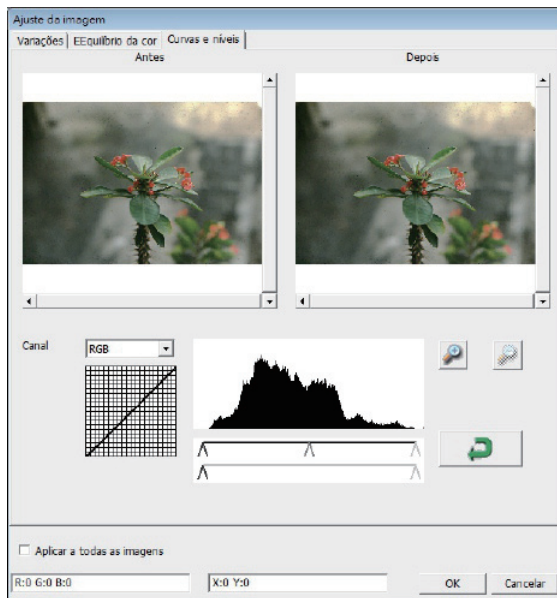 Ajuste da imagem
Variações EEquilíbrio da cor Curvas e níveis
Antes Depois
Canal RGB
Aplicar a todas as imagens
R:0 G:0 B:0 X:0 Y:0 OK Cancelar